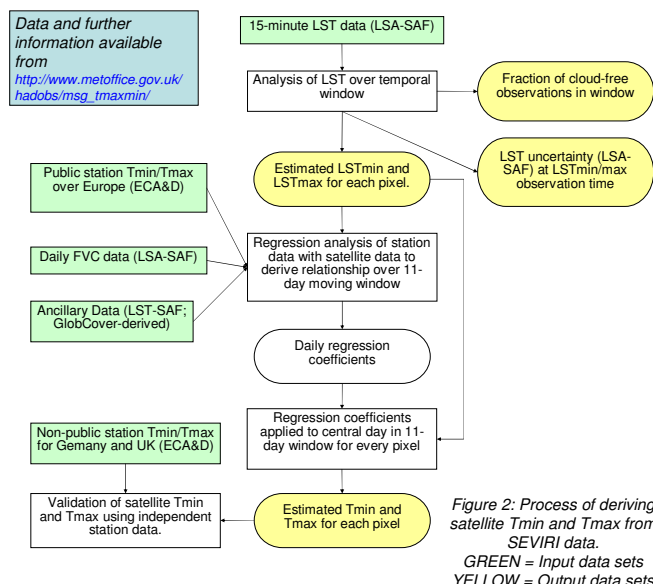 Data and further
information available
from
http://www.metoffice.gov.uk/
hadobs/msg_tmaxmin/
15-minute LST data (LSA-SAF)
Analysis of LST over temporal
window
Fraction of cloud-free
observations in window
LST uncertainty (LSA-
SAF) at LSTmin/max
observation time
Estimated LSTmin and
LSTmax for each pixel.
Public station Tmin/Tmax
over Europe (ECA&D)
Daily FVC data (LSA-SAF)
Ancillary Data (LST-SAF;
GlobCover-derived)
Regression analysis of station
data with satellite data to
derive relationship over 11-
day moving window
Daily regression
coefficients
Regression coefficients
applied to central day in 11-
day window for every pixel
Non-public station Tmin/Tmax
for Gemany and UK (ECA&D)
Validation of satellite Tmin
and Tmax using independent
station data.
Estimated Tmin and
Tmax for each pixel
Figure 2: Process of deriving
satellite Tmin and Tmax from
SEVIRI data.
GREEN = Input data sets
YELLOW = Output data sets